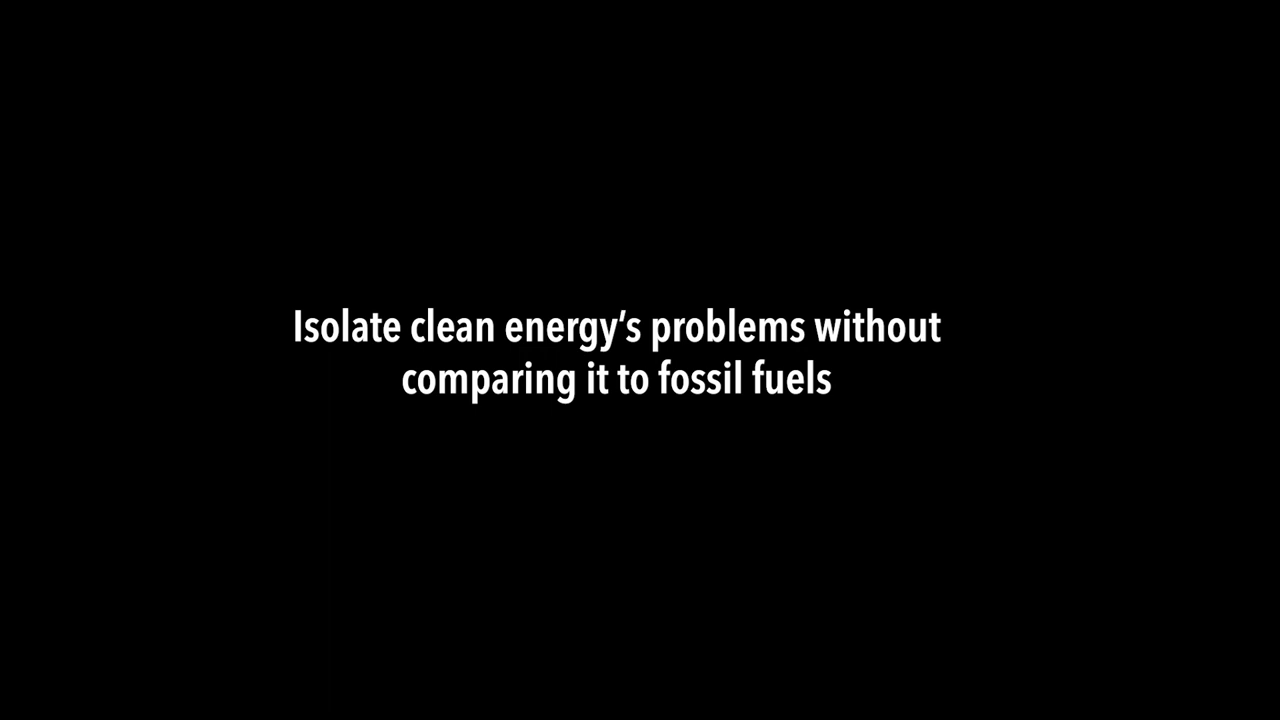 Isolate clean energy’s problems without
comparing it to fossil fuels